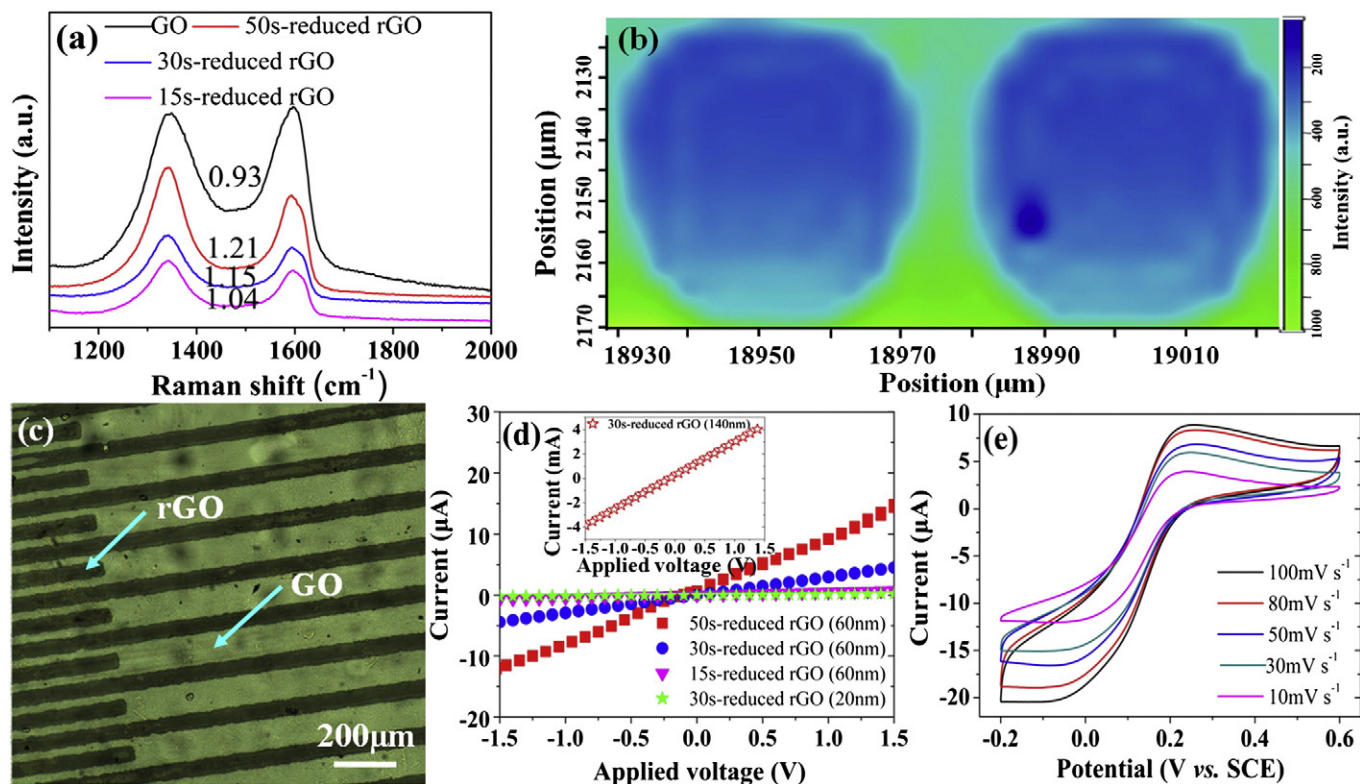 (a)
GO
50s-reduced rGO
30s-reduced rGO
15s-reduced rGO
0.93
1.21
1.15
1.04
Intensity (a.u.)
1200 1400 1600 1800 2000
Raman shift (cm⁻¹)
(b)
Position (µm)
2130
2140
2150
2160
2170
18930 18950 18970 18990 19010
Position (µm)
200
400
600
800
1000
Intensity (a.u.)
(c)
rGO
GO
200µm
(d)
30
20
10
0
-10
-20
Current (µA)
30s-reduced rGO (140nm)
Current (mA)
4
2
0
-2
-4
-1.5 -1.0 -0.5 0.0 0.5 1.0 1.5
Applied voltage (V)
50s-reduced rGO (60nm)
30s-reduced rGO (60nm)
15s-reduced rGO (60nm)
30s-reduced rGO (20nm)
-1.5 -1.0 -0.5 0.0 0.5 1.0 1.5
Applied voltage (V)
(e)
10
5
0
-5
-10
-15
-20
Current (µA)
100mV s⁻¹
80mV s⁻¹
50mV s⁻¹
30mV s⁻¹
10mV s⁻¹
-0.2 0.0 0.2 0.4 0.6
Potential (V vs. SCE)